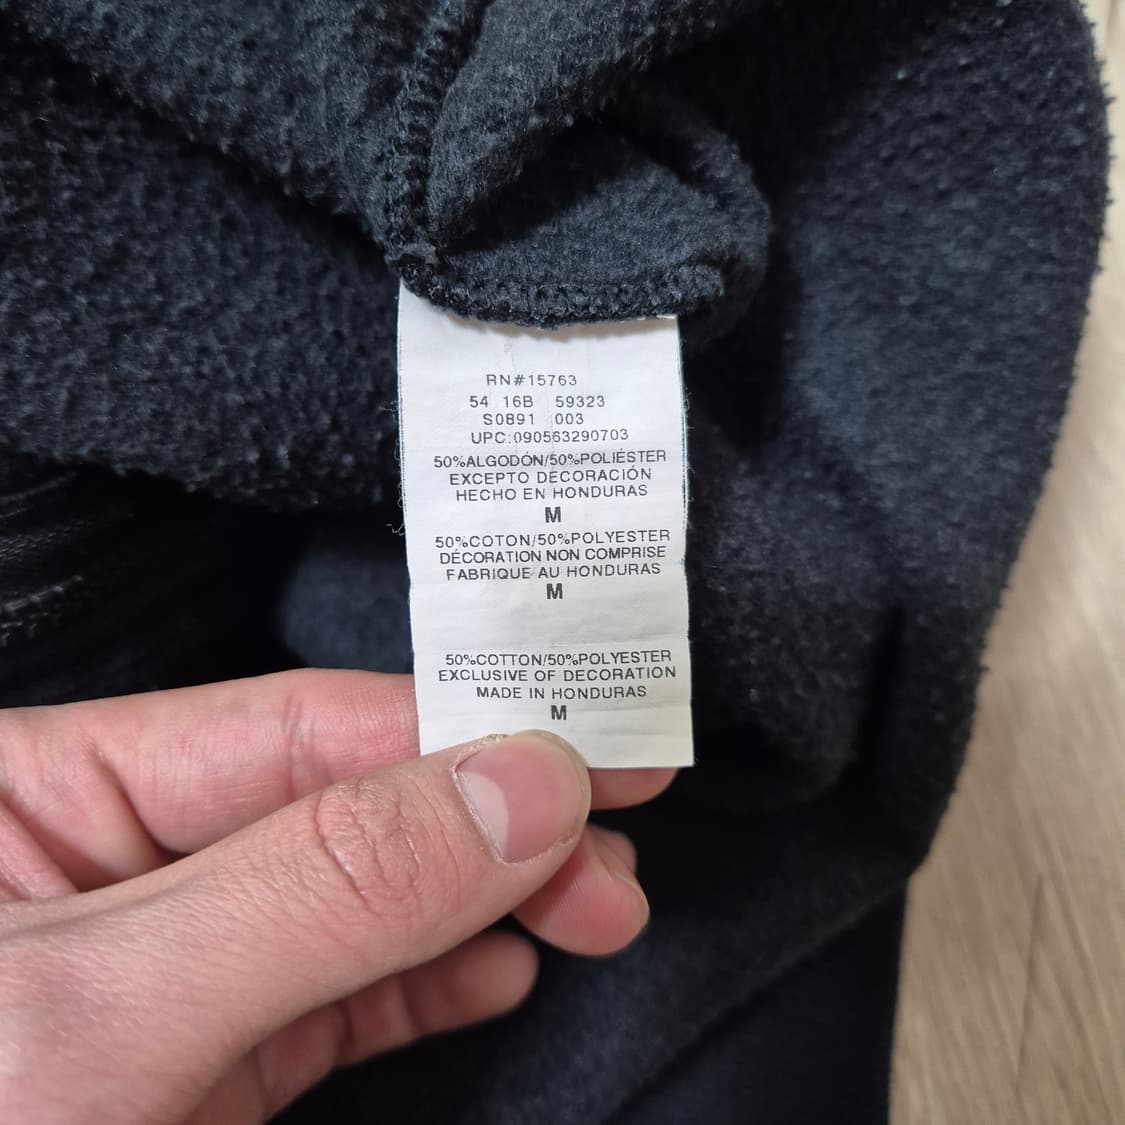 RN#15763
54 16B 59323
S0891 003
UPC:090563290703
50%ALGODÓN/50%POLIÉSTER
EXCEPTO DECORACIÓN
HECHO EN HONDURAS
M
50%COTON/50%POLYESTER
DÉCORATION NON COMPRISE
FABRIQUE AU HONDURAS
M
50%COTTON/50%POLYESTER
EXCLUSIVE OF DECORATION
MADE IN HONDURAS
M